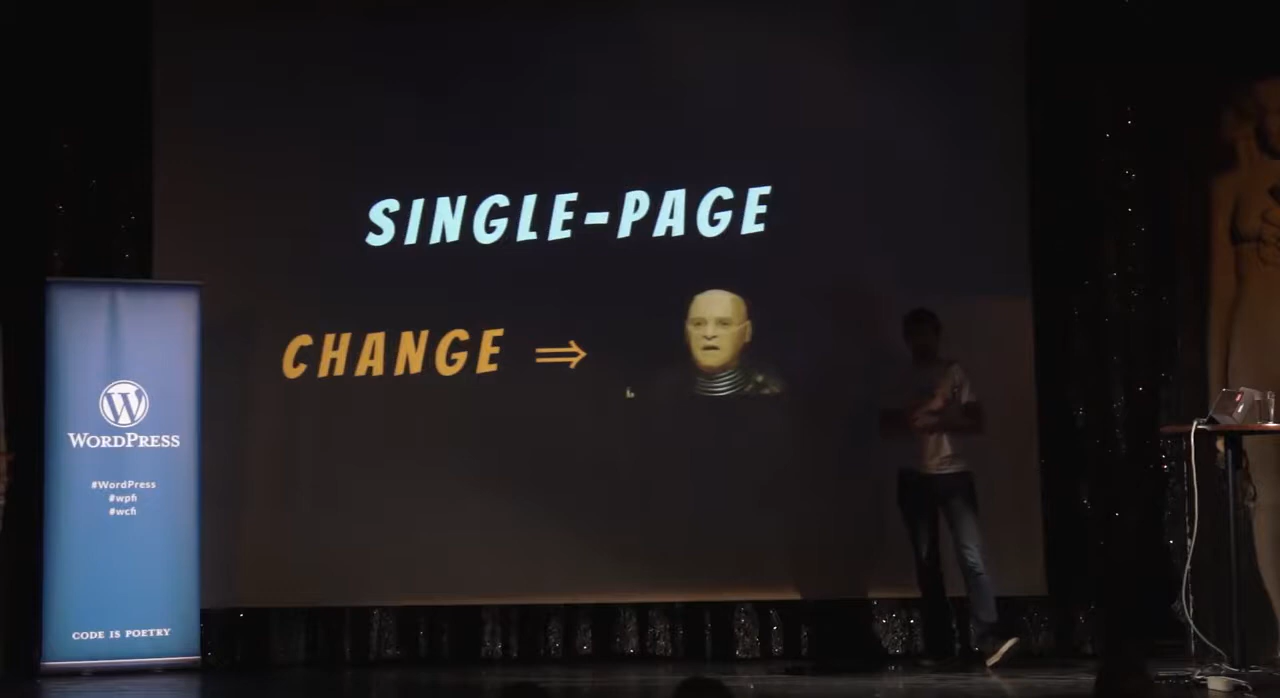 SINGLE-PAGE
CHANGE ⇒
WORDPRESS
#WordPress
#wpfi
#wcfi
CODE IS POETRY